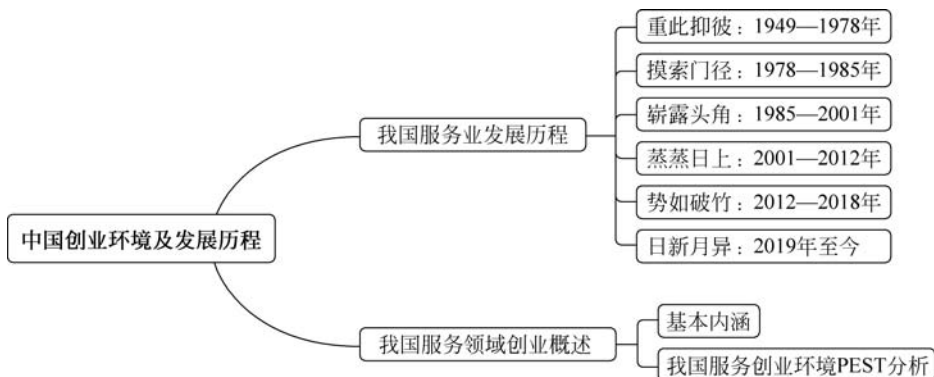 中国创业环境及发展历程
我国服务业发展历程
重此抑彼：1949—1978年
摸索门径：1978—1985年
崭露头角：1985—2001年
蒸蒸日上：2001—2012年
势如破竹：2012—2018年
日新月异：2019年至今
我国服务领域创业概述
基本内涵
我国服务创业环境PEST分析